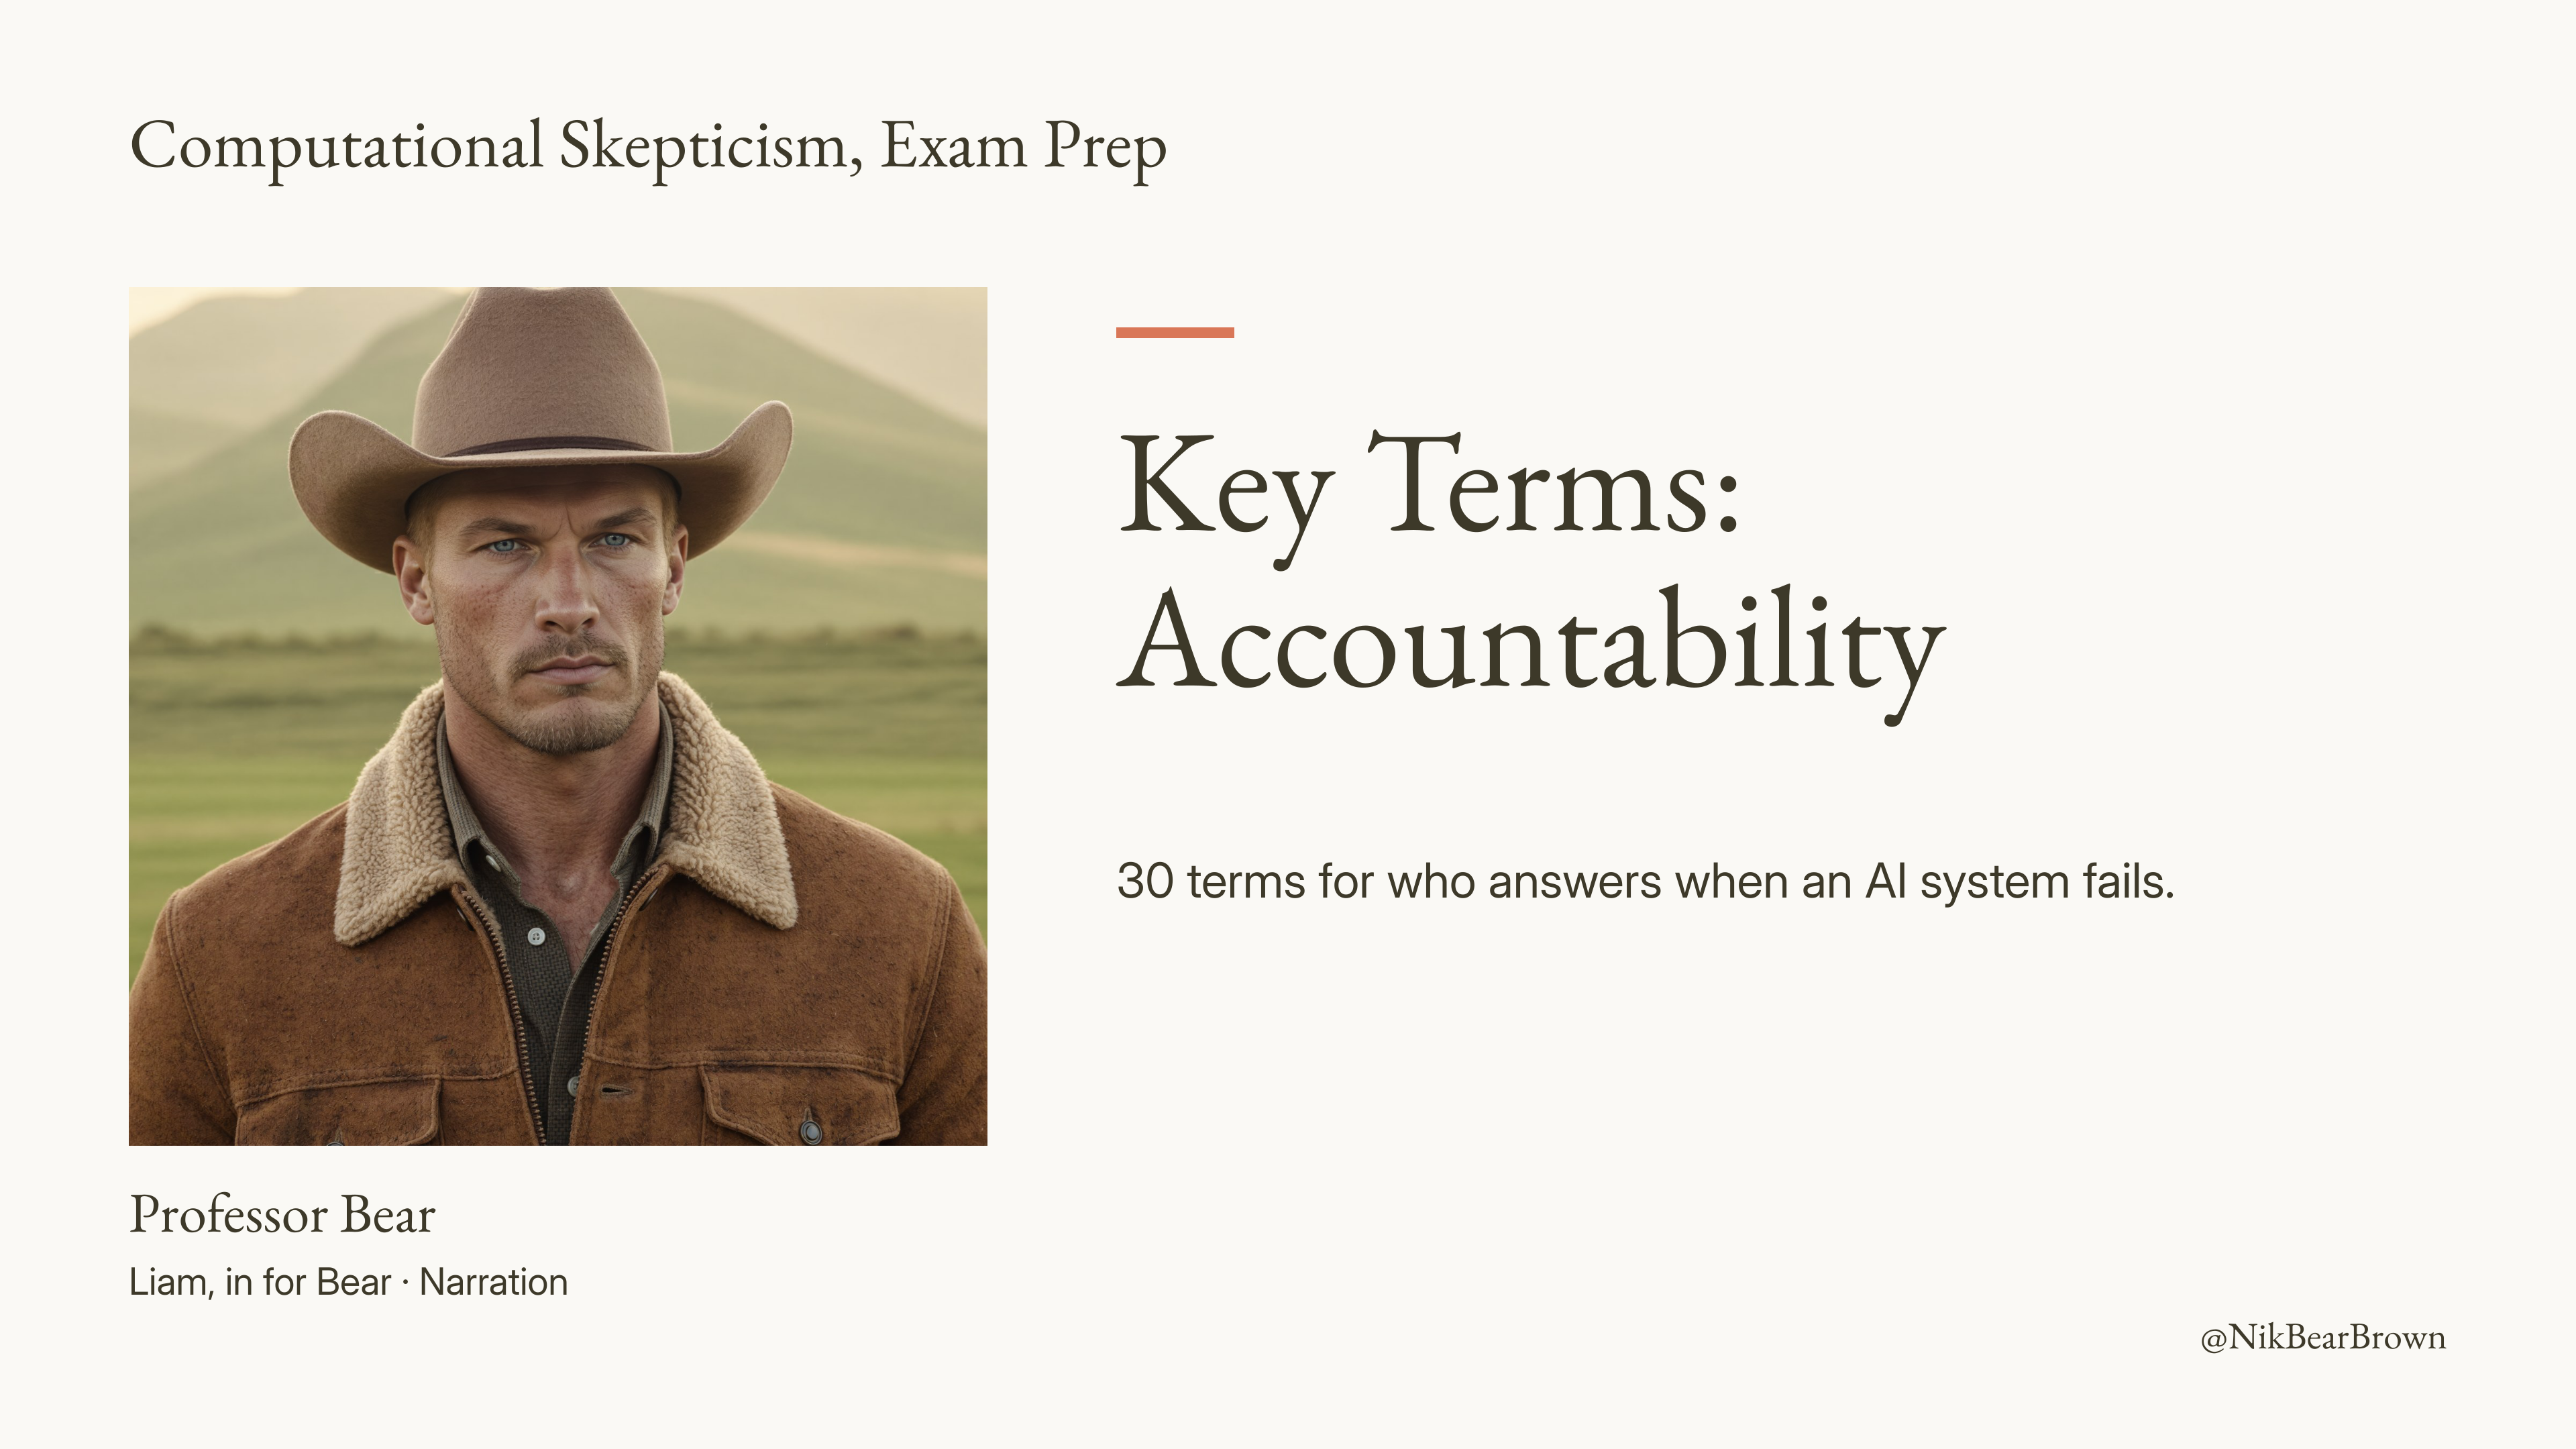 Computational Skepticism, Exam Prep
Key Terms:
Accountability
30 terms for who answers when an AI system fails.
Professor Bear
Liam, in for Bear · Narration
@NikBearBrown